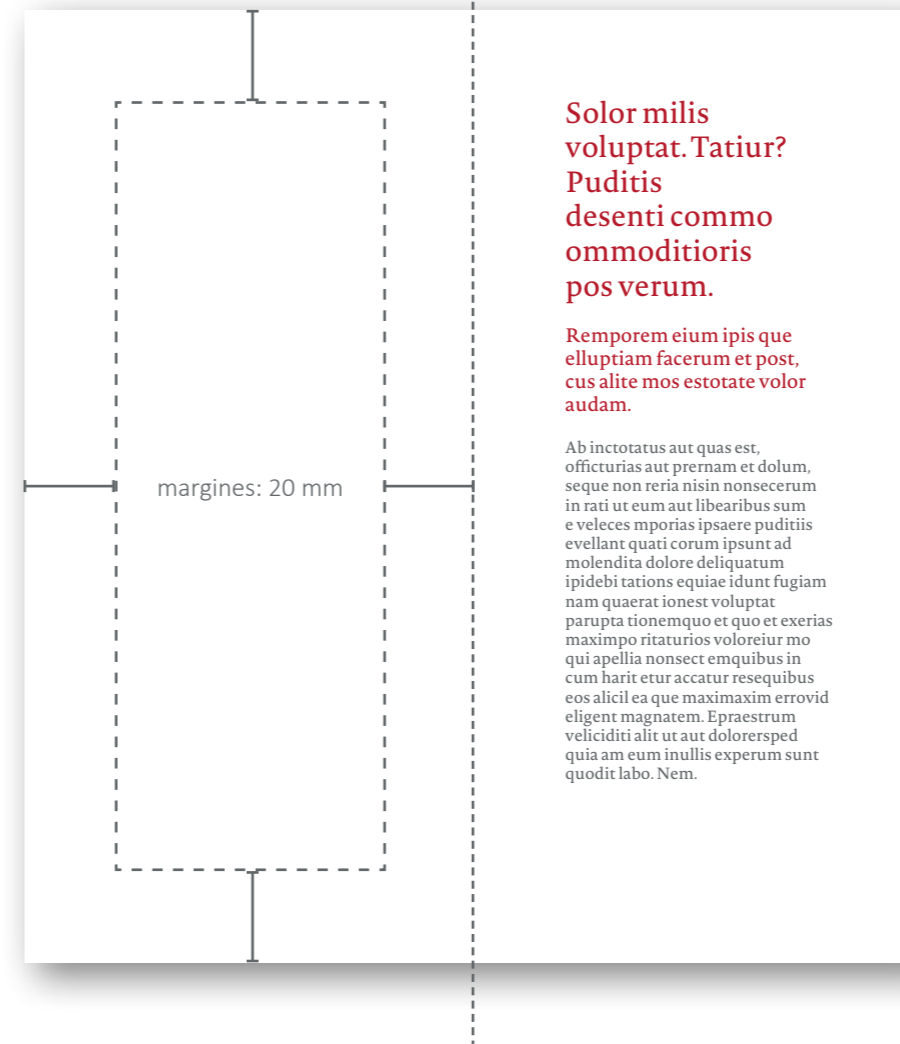 margines: 20 mm
Solor milis
voluptat. Tatiur?
Puditis
desenti commo
ommoditioris
pos verum.
Remporem eium ipis que
elluptiam facerum et post,
cus alite mos estotate volor
audam.
Ab inctotatus aut quas est,
officturias aut prernam et dolum,
seque non reria nisin nonsecerum
in rati ut eum aut libearibus sum
e veleces mporias ipsaere puditiis
evellant quati corum ipsunt ad
molendita dolore deliquatum
ipidebi tations equiae idunt fugiam
nam quaerat ionest voluptat
parupta tionemquo et quo et exerias
maximpo ritaturios voloreiur mo
qui apellia nonsect emquibus in
cum harit etur accatur resequibus
eos alicil ea que maximaxim errovid
eligent magnatem. Epraestrum
veliciditi alit ut aut dolorersped
quia am eum inullis experum sunt
quodit labo. Nem.